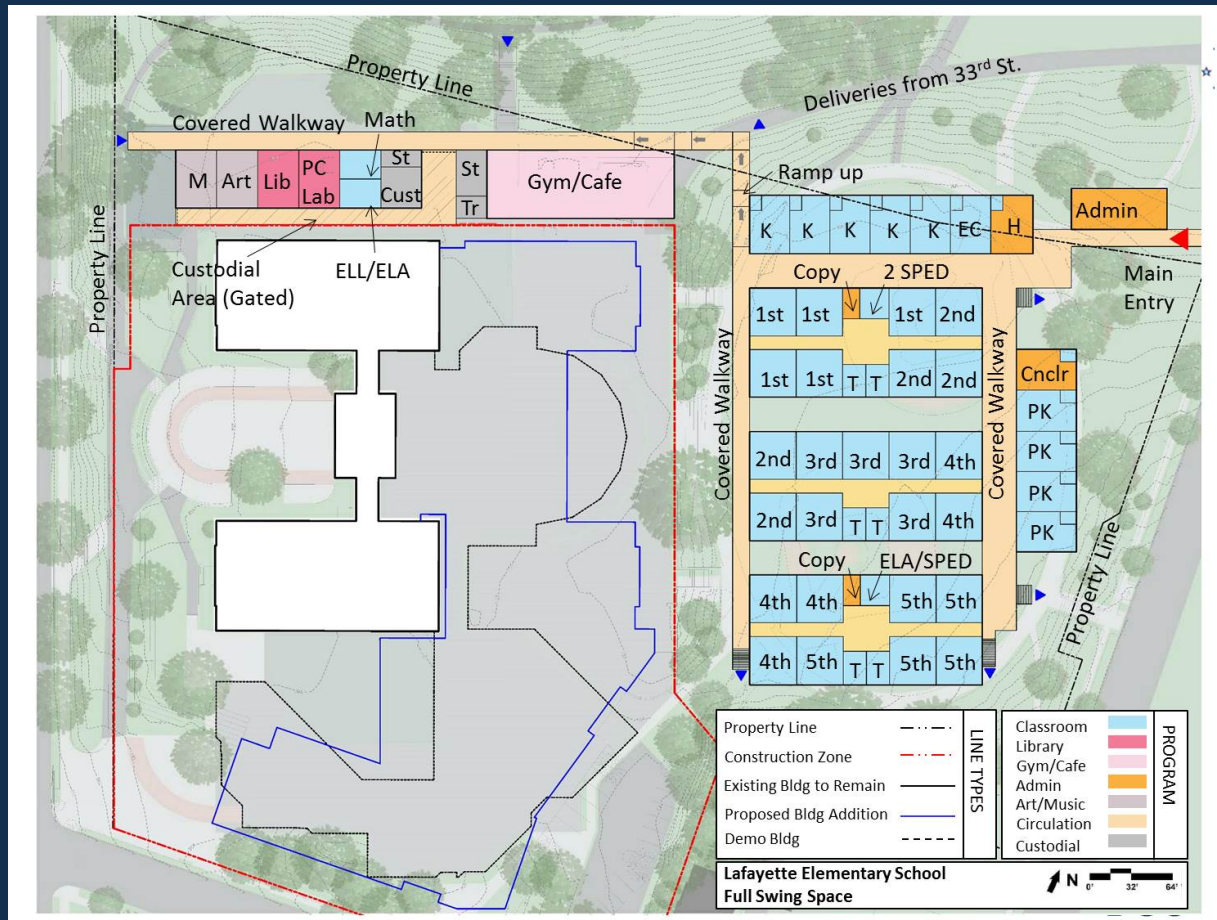 Property Line
Deliveries from 33rd St.
Covered Walkway
Math
M
Art
Lib
PC
Lab
St
Cust
St
Tr
Gym/Cafe
Ramp up
Admin
K
K
K
K
K
EC
H
Main
Entry
Property Line
Custodial
Area (Gated)
ELL/ELA
Copy
2 SPED
1st
1st
1st
2nd
1st
1st
T
T
2nd
2nd
Covered Walkway
Covered Walkway
Cnclr
PK
PK
PK
PK
2nd
3rd
3rd
3rd
4th
2nd
3rd
T
T
3rd
4th
Copy
ELA/SPED
4th
4th
5th
5th
4th
5th
T
T
5th
5th
Property Line
Property Line
Construction Zone
Existing Bldg to Remain
Proposed Bldg Addition
Demo Bldg
LINE TYPES
Classroom
Library
Gym/Cafe
Admin
Art/Music
Circulation
Custodial
PROGRAM
Lafayette Elementary School
Full Swing Space
N
0'
32'
64'